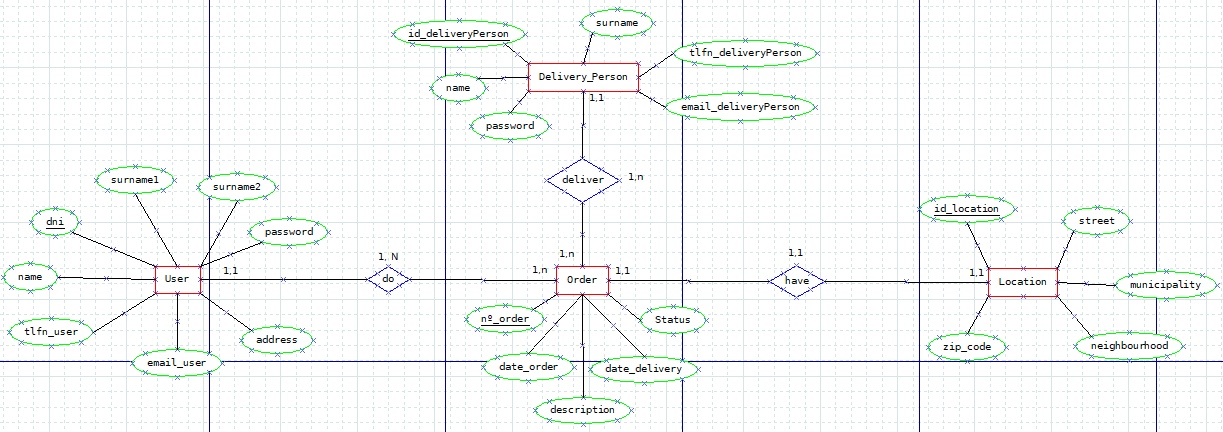 surname
id_deliveryPerson
tlfn_deliveryPerson
Delivery_Person
name
1,1
email_deliveryPerson
password
deliver
1,n
surname1
surname2
dni
password
id_location
street
1,n
1, N
1,1
name
User
1,1
do
1,n
Order
1,1
have
1,1
Location
municipality
tlfn_user
address
email_user
nº_order
Status
date_order
date_delivery
description
zip_code
neighbourhood